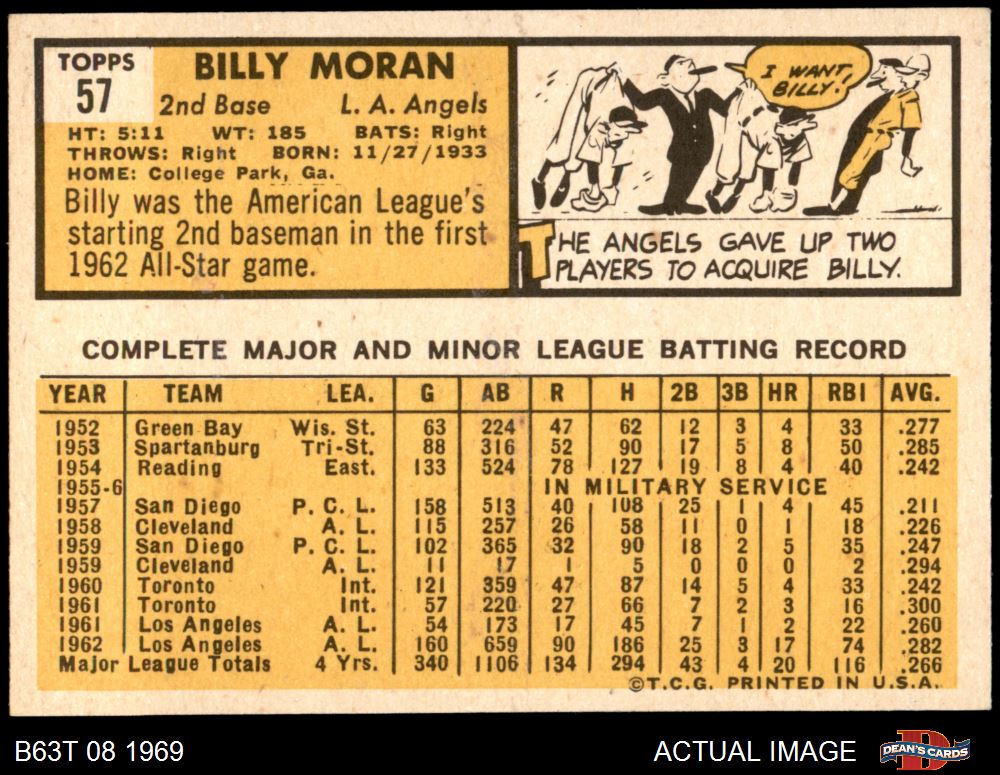 TOPPS
57
BILLY MORAN
2nd Base L. A. Angels
HT: 5:11 WT: 185 BATS: Right
THROWS: Right BORN: 11/27/1933
HOME: College Park, Ga.
Billy was the American League's
starting 2nd baseman in the first
1962 All-Star game.
I WANT
BILLY!
THE ANGELS GAVE UP TWO
PLAYERS TO ACQUIRE BILLY.
COMPLETE MAJOR AND MINOR LEAGUE BATTING RECORD
YEAR TEAM LEA. G AB R H 2B 3B HR RBI AVG.
1952 Green Bay Wis. St. 63 224 47 62 12 3 4 33 .277
1953 Spartanburg Tri-St. 88 316 52 90 17 5 8 50 .285
1954 Reading East. 133 524 78 127 19 8 4 40 .242
1955-6 IN MILITARY SERVICE
1957 San Diego P. C. L. 158 513 40 108 25 1 4 45 .211
1958 Cleveland A. L. 115 257 26 58 11 0 1 18 .226
1959 San Diego P. C. L. 102 365 32 90 18 2 5 35 .247
1959 Cleveland A. L. 11 17 1 5 0 0 0 2 .294
1960 Toronto Int. 121 359 47 87 14 5 4 33 .242
1961 Toronto Int. 57 220 27 66 7 2 3 16 .300
1961 Los Angeles A. L. 54 173 17 45 7 1 2 22 .260
1962 Los Angeles A. L. 160 659 90 186 25 3 17 74 .282
Major League Totals 4 Yrs. 340 1106 134 294 43 4 20 116 .266
©T.C.G. PRINTED IN U.S.A.
B63T 08 1969 ACTUAL IMAGE DEAN'S CARDS